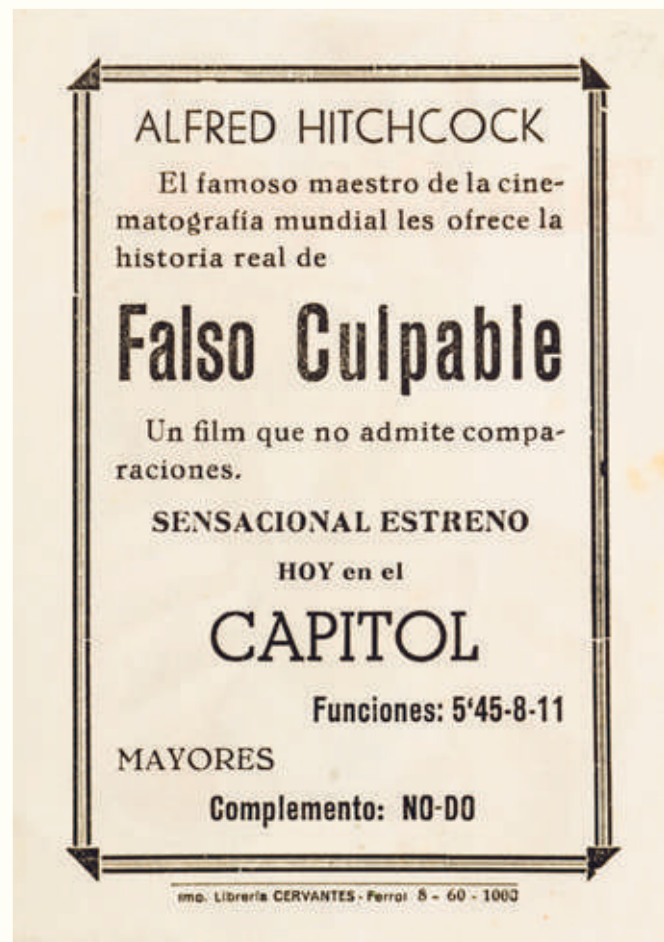 ALFRED HITCHCOCK
El famoso maestro de la cine-
matografía mundial les ofrece la
historia real de
Falso Culpable
Un film que no admite compa-
raciones.
SENSACIONAL ESTRENO
HOY en el
CAPITOL
Funciones: 5'45-8-11
MAYORES
Complemento: NO-DO
Imp. Librería CERVANTES - Ferrol 8 - 60 - 1000